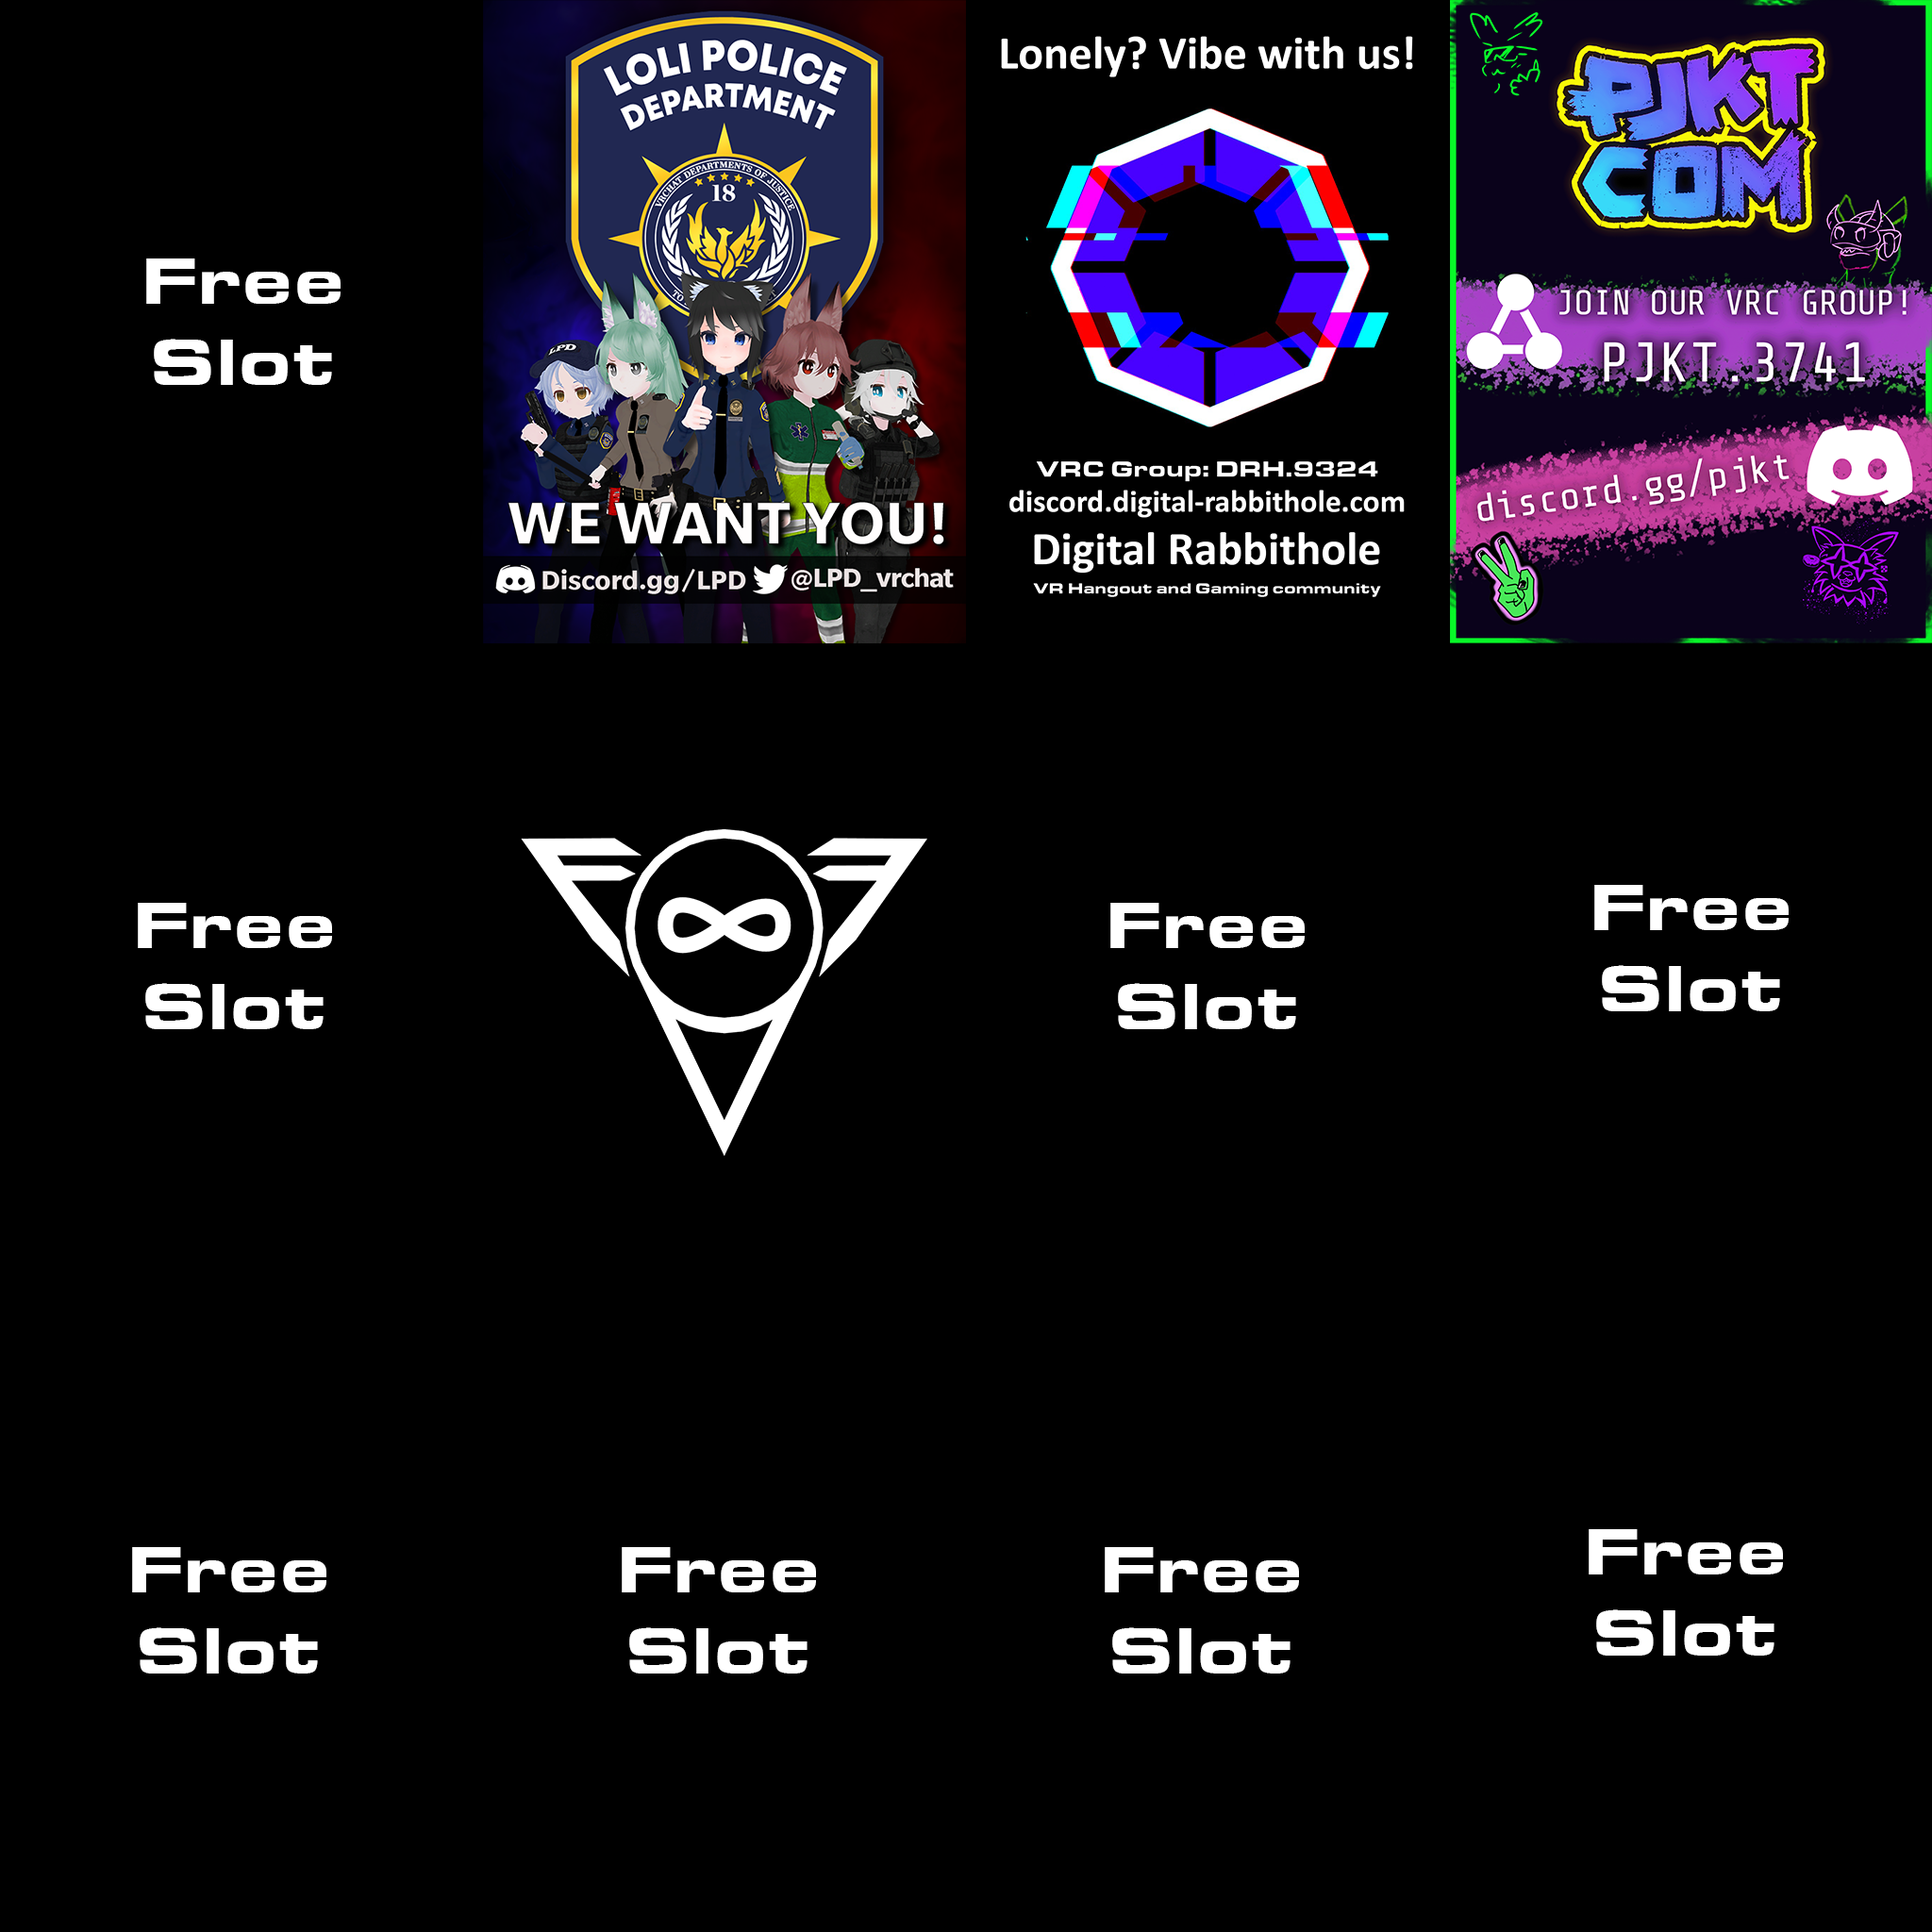 Free
Slot
LOLI POLICE
DEPARTMENT
VRCHAT DEPARTMENTS OF JUSTICE
18
TO
LPD
WE WANT YOU!
Discord.gg/LPD @LPD_vrchat
Lonely? Vibe with us!
VRC Group: DRH.9324
discord.digital-rabbithole.com
Digital Rabbithole
VR Hangout and Gaming community
PJKT
COM
JOIN OUR VRC GROUP!
PJKT.3741
discord.gg/pjkt
Free
Slot
Free
Slot
Free
Slot
Free
Slot
Free
Slot
Free
Slot
Free
Slot